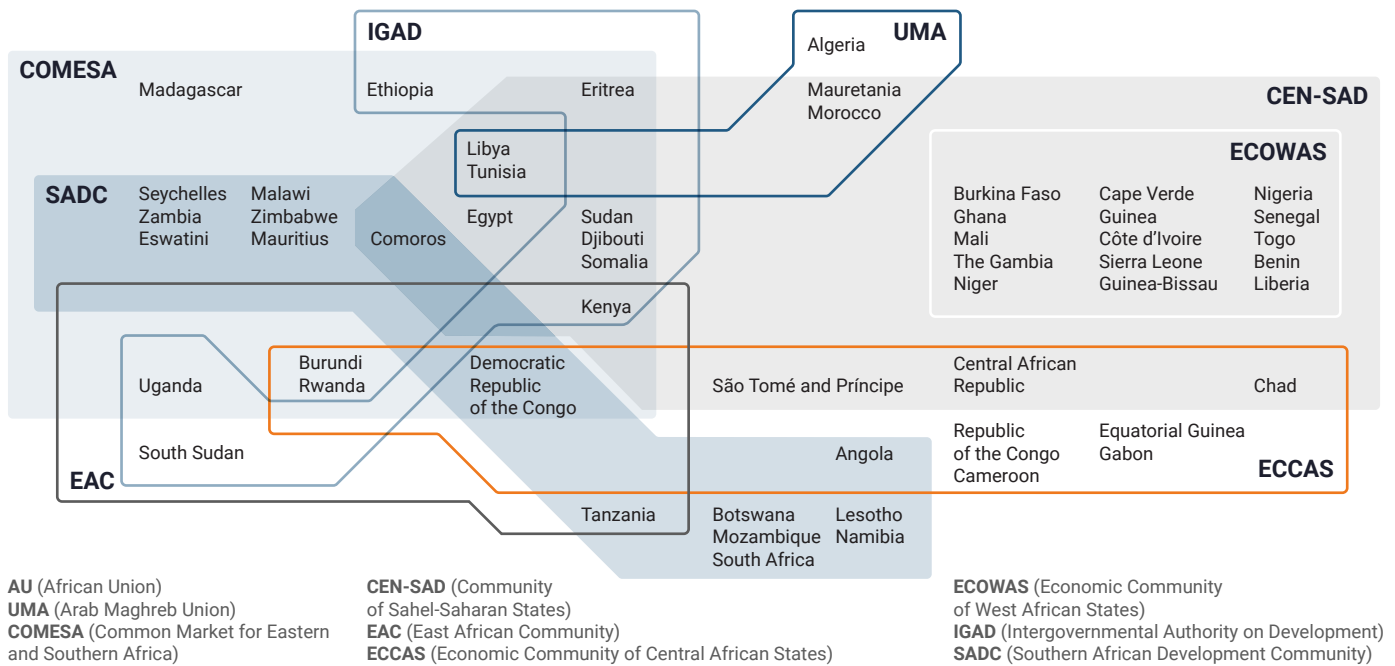 IGAD
UMA
Algeria
COMESA
Madagascar
Ethiopia
Eritrea
Mauretania
Morocco
CEN-SAD
Libya
Tunisia
ECOWAS
SADC
Seychelles
Zambia
Eswatini
Malawi
Zimbabwe
Mauritius
Comoros
Egypt
Sudan
Djibouti
Somalia
Burkina Faso
Ghana
Mali
The Gambia
Niger
Cape Verde
Guinea
Côte d'Ivoire
Sierra Leone
Guinea-Bissau
Nigeria
Senegal
Togo
Benin
Liberia
Kenya
Uganda
Burundi
Rwanda
Democratic
Republic
of the Congo
São Tomé and Príncipe
Central African
Republic
Chad
South Sudan
EAC
Angola
Republic
of the Congo
Cameroon
Equatorial Guinea
Gabon
ECCAS
Tanzania
Botswana
Mozambique
South Africa
Lesotho
Namibia
AU (African Union)
UMA (Arab Maghreb Union)
COMESA (Common Market for Eastern
and Southern Africa)
CEN-SAD (Community
of Sahel-Saharan States)
EAC (East African Community)
ECCAS (Economic Community of Central African States)
ECOWAS (Economic Community
of West African States)
IGAD (Intergovernmental Authority on Development)
SADC (Southern African Development Community)